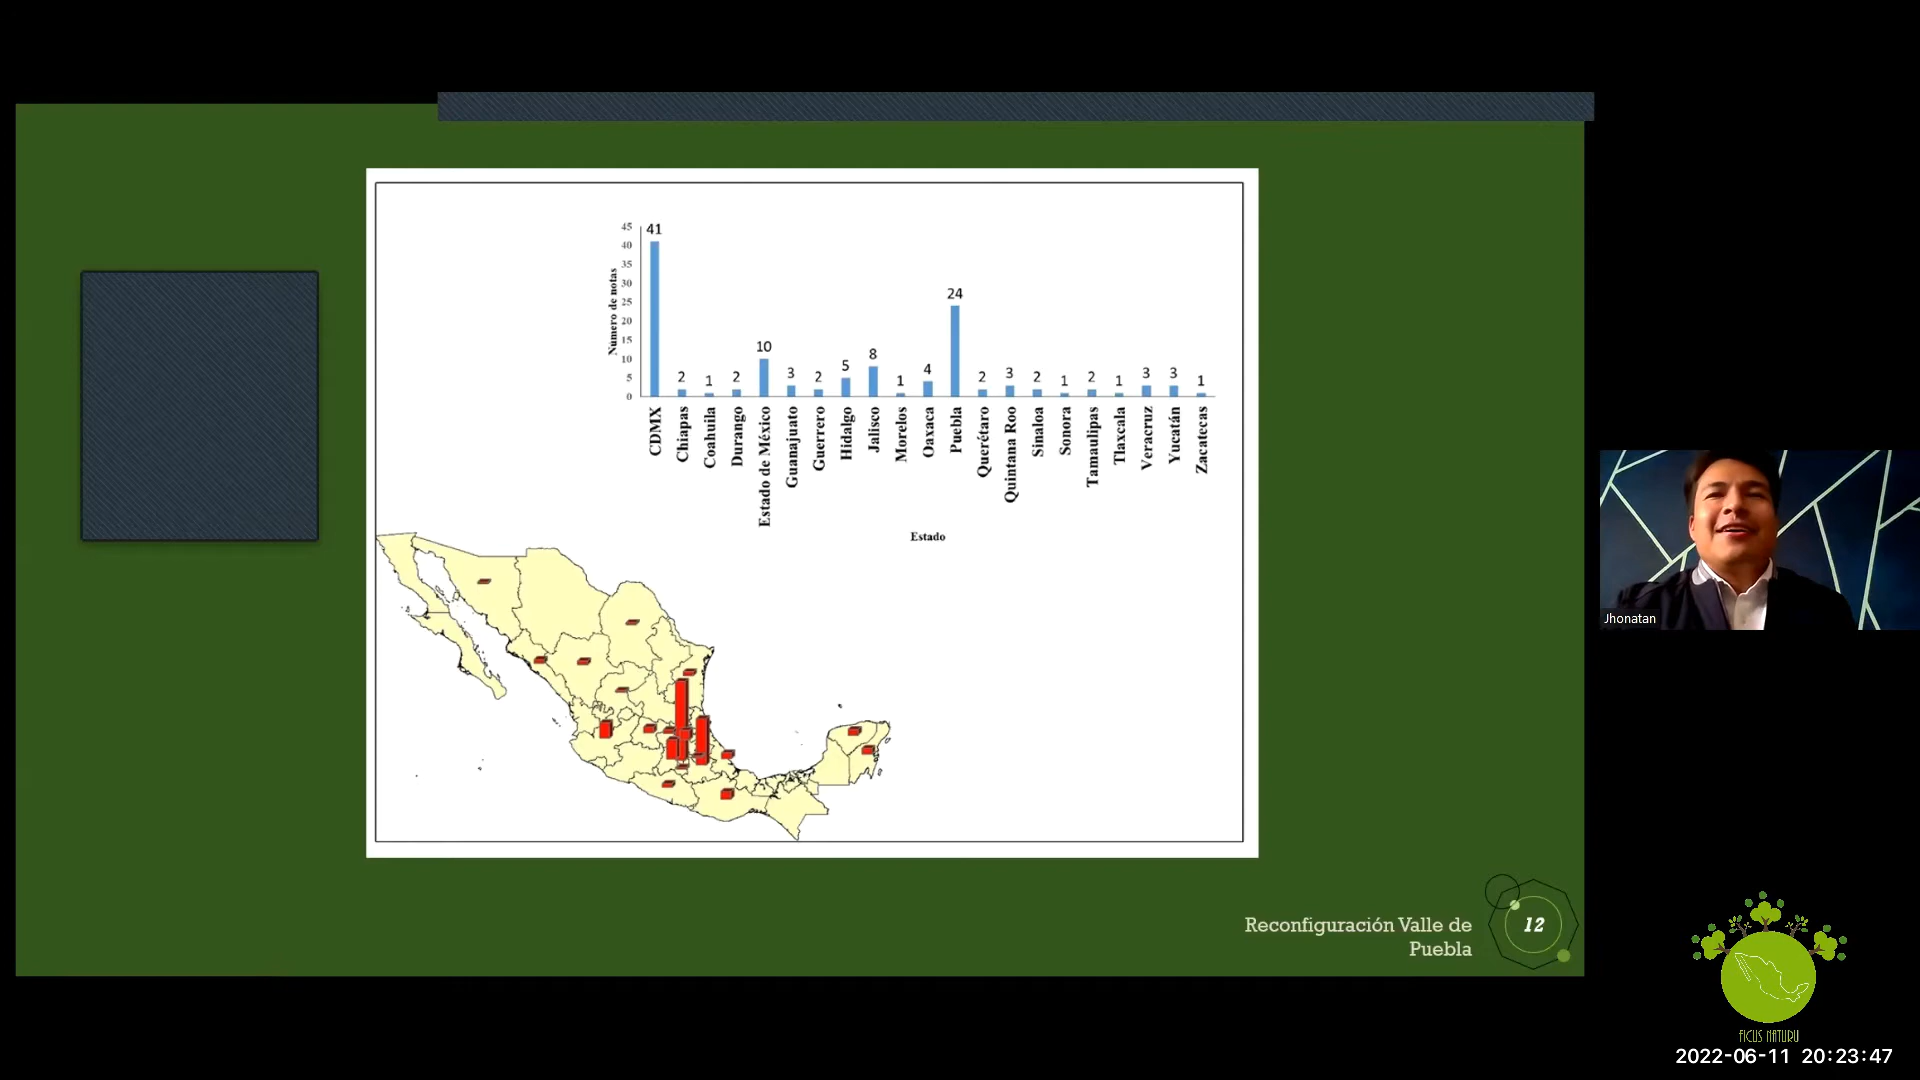 45
40
35
30
25
20
15
10
5
0
Numero de notas
41
2
1
2
10
3
2
5
8
1
4
24
2
3
2
1
2
1
3
3
1
CDMX
Chiapas
Coahuila
Durango
Estado de México
Guanajuato
Guerrero
Hidalgo
Jalisco
Morelos
Oaxaca
Puebla
Querétaro
Quintana Roo
Sinaloa
Sonora
Tamaulipas
Tlaxcala
Veracruz
Yucatán
Zacatecas
Estado
Jhonatan
Reconfiguración Valle de
Puebla
12
FICUS NATURU
2022-06-11 20:23:47